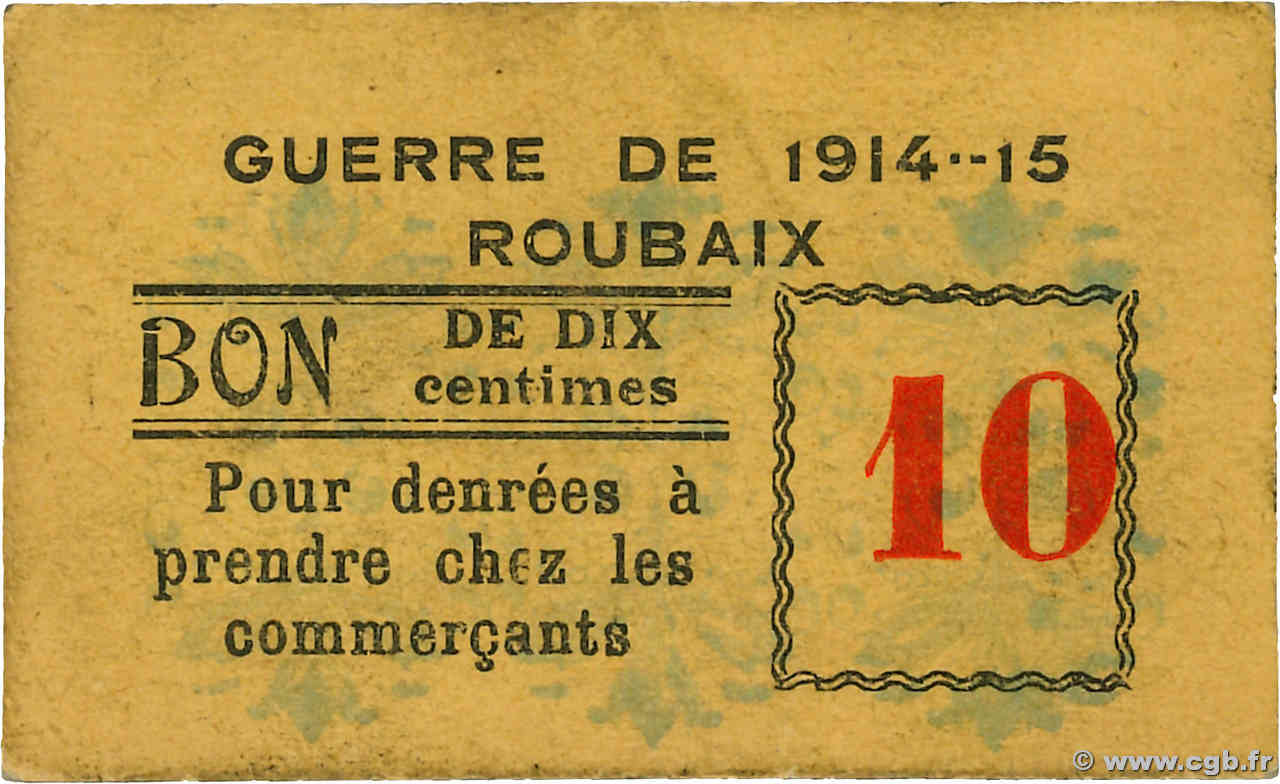 GUERRE DE 1914--15
ROUBAIX
BON DE DIX
centimes
10
Pour denrées à
prendre chez les
commerçants
© www.cgb.fr